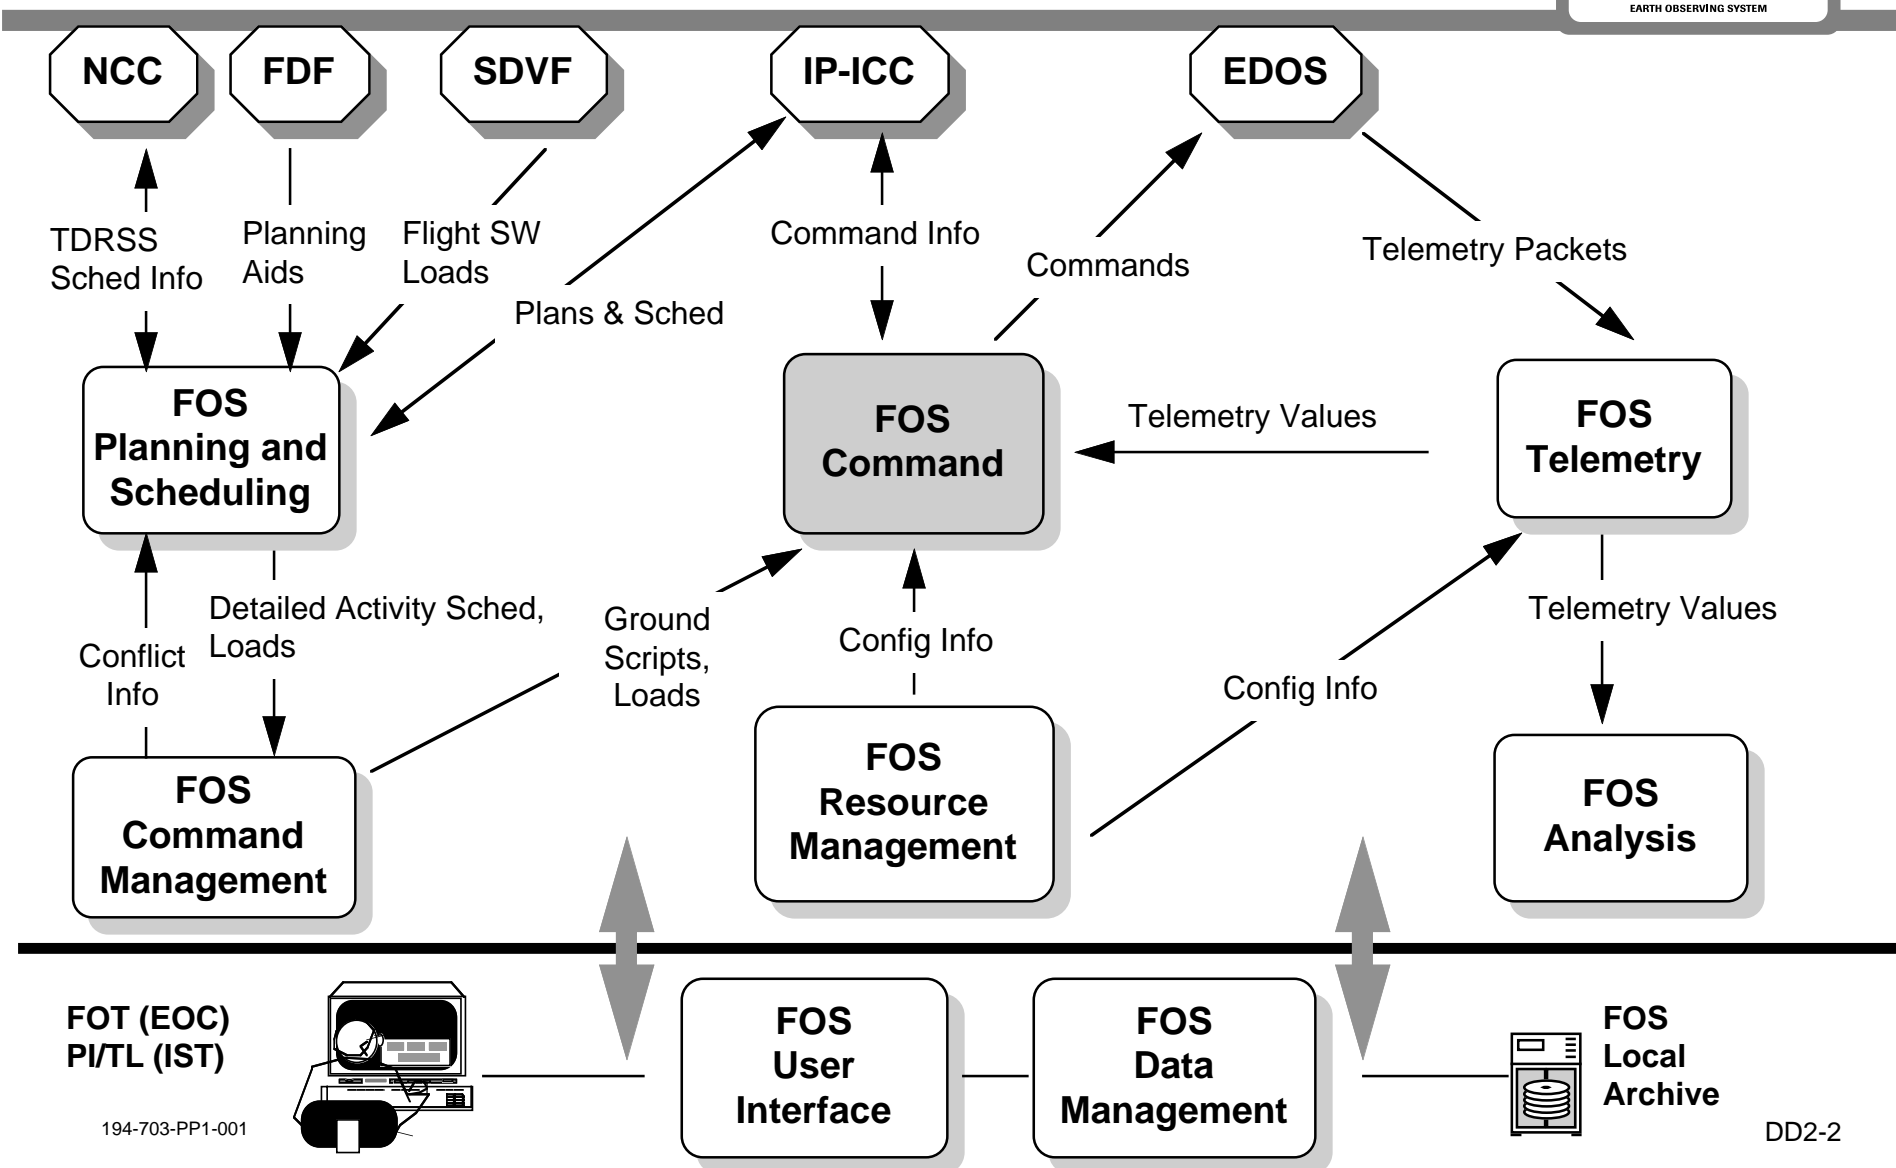 EARTH OBSERVING SYSTEM
NCC
FDF
SDVF
IP-ICC
EDOS
TDRSS
Sched Info
Planning
Aids
Flight SW
Loads
Plans & Sched
Command Info
Commands
Telemetry Packets
FOS
Planning and
Scheduling
FOS
Command
Telemetry Values
FOS
Telemetry
Conflict
Info
Detailed Activity Sched,
Loads
Ground
Scripts,
Loads
Config Info
Config Info
Telemetry Values
FOS
Command
Management
FOS
Resource
Management
FOS
Analysis
FOT (EOC)
PI/TL (IST)
FOS
User
Interface
FOS
Data
Management
FOS
Local
Archive
194-703-PP1-001
DD2-2